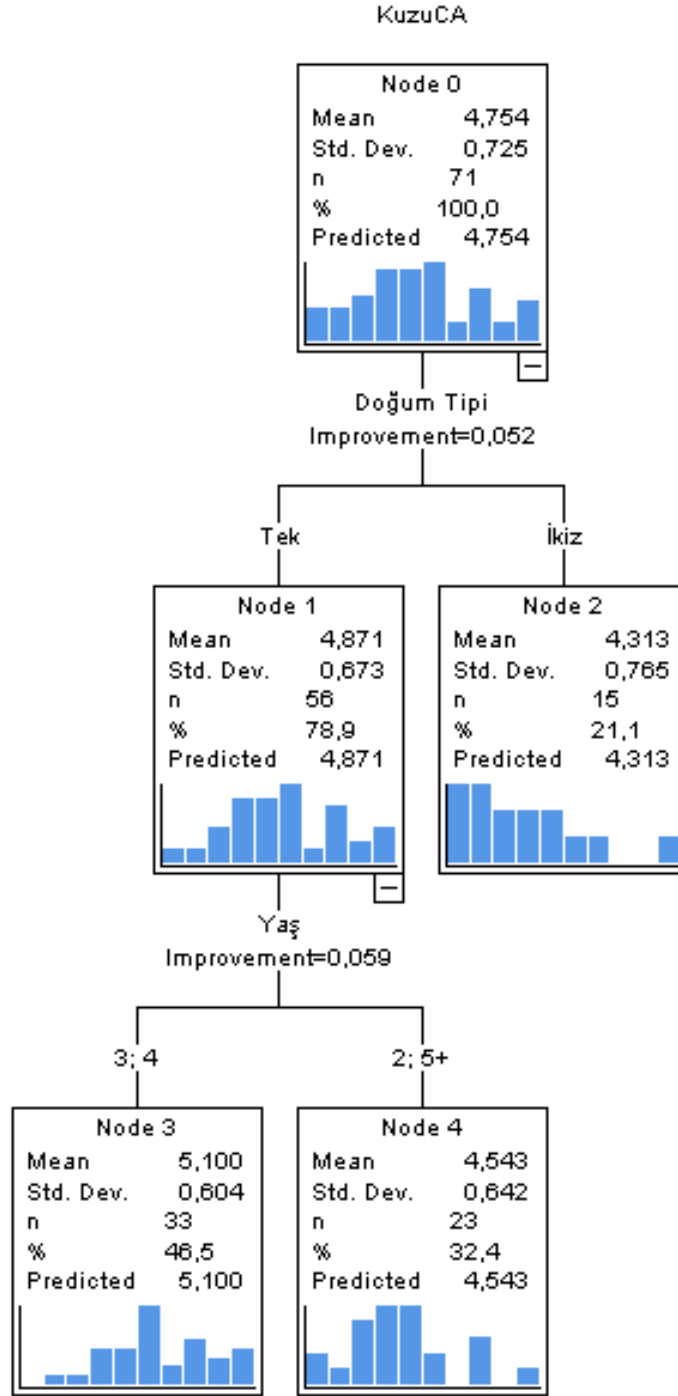 KuzuCA
Node 0
Mean 4,754
Std. Dev. 0,725
n 71
% 100,0
Predicted 4,754
Doğum Tipi
Improvement=0,052
Tek
İkiz
Node 1
Mean 4,871
Std. Dev. 0,673
n 56
% 78,9
Predicted 4,871
Node 2
Mean 4,313
Std. Dev. 0,765
n 15
% 21,1
Predicted 4,313
Yaş
Improvement=0,059
3; 4
2; 5+
Node 3
Mean 5,100
Std. Dev. 0,604
n 33
% 46,5
Predicted 5,100
Node 4
Mean 4,543
Std. Dev. 0,642
n 23
% 32,4
Predicted 4,543